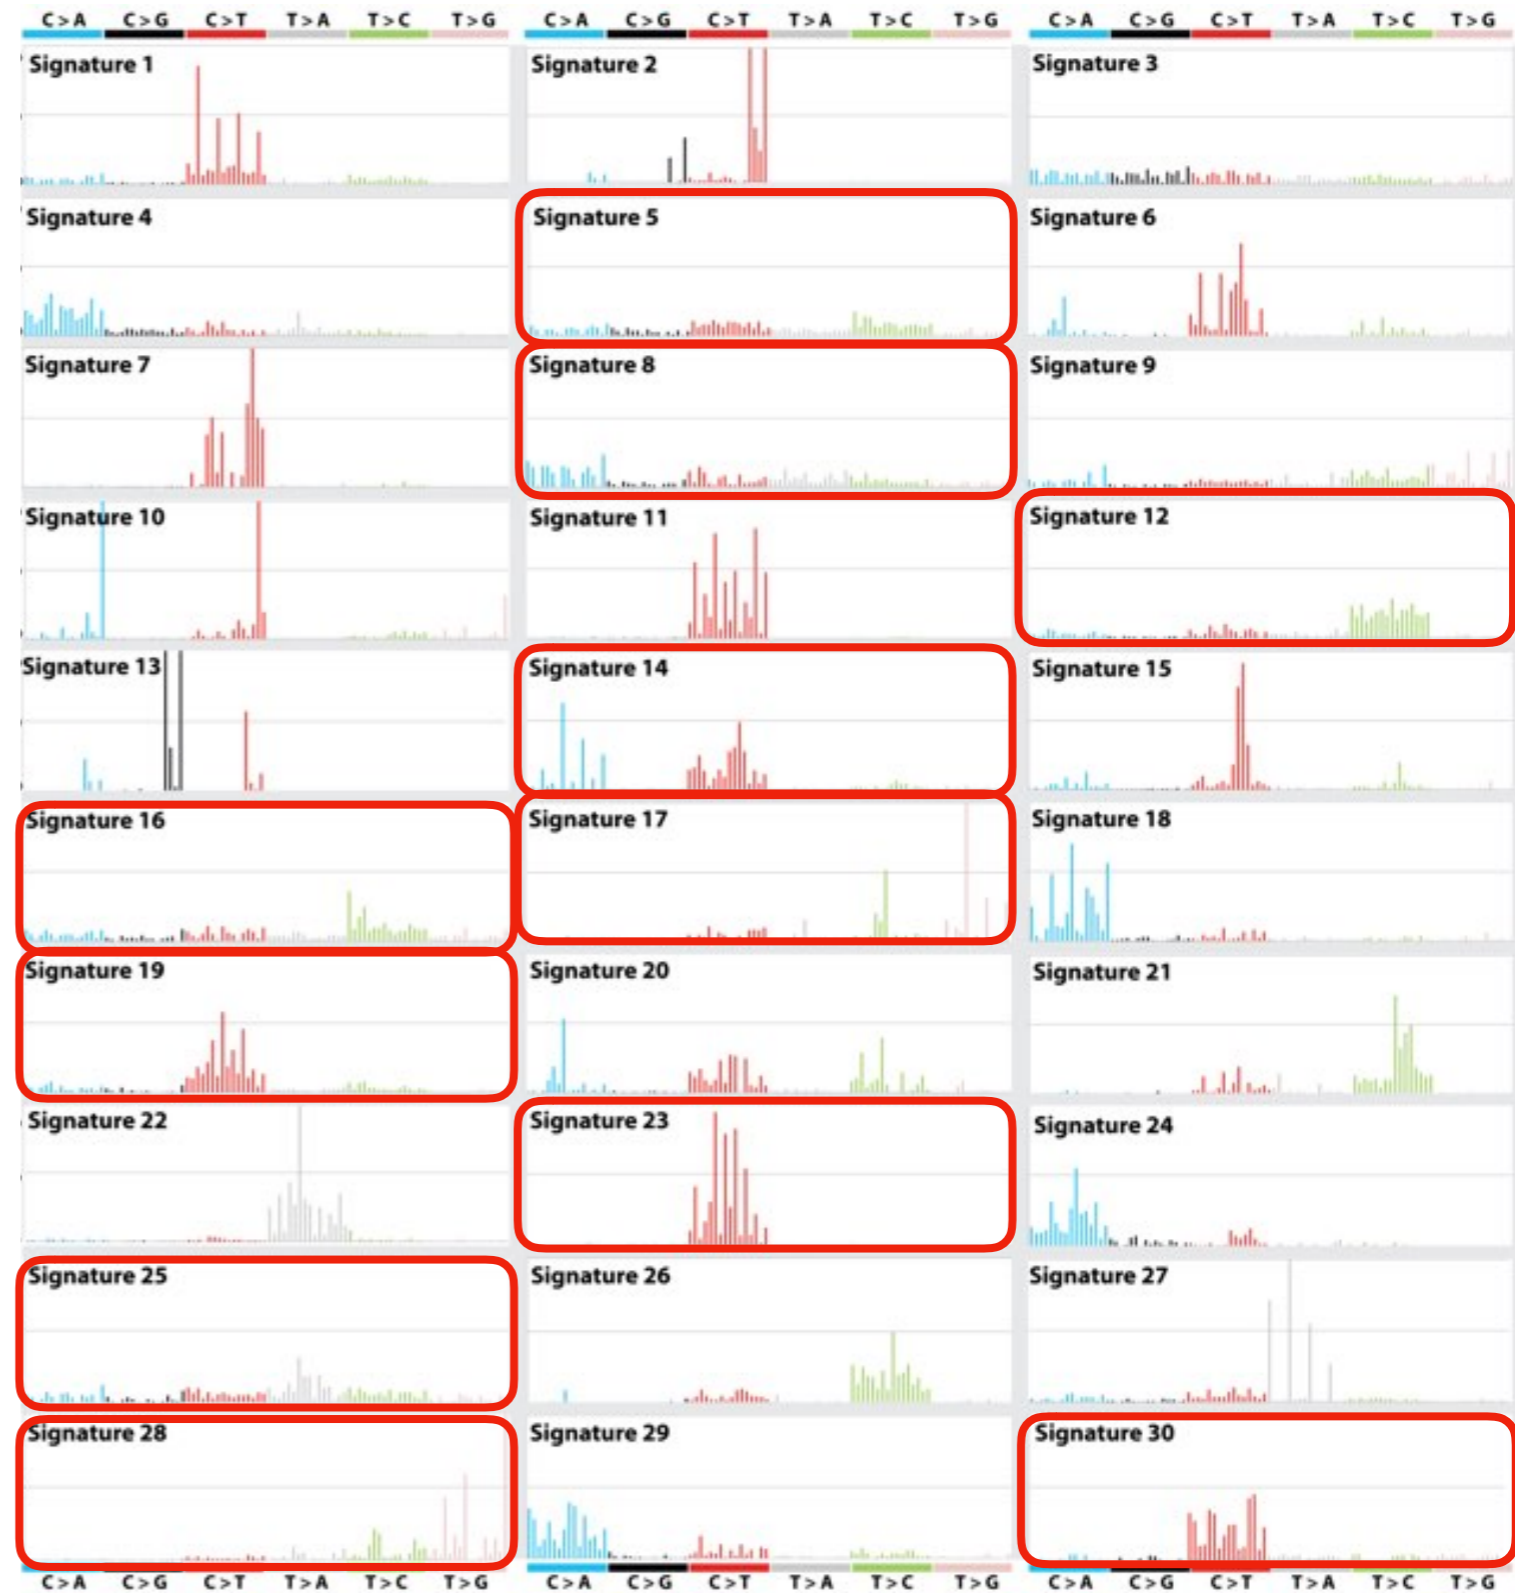 C>A C>G C>T T>A T>C T>G C>A C>G C>T T>A T>C T>G C>A C>G C>T T>A T>C T>G
Signature 1 Signature 2 Signature 3
Signature 4 Signature 5 Signature 6
Signature 7 Signature 8 Signature 9
Signature 10 Signature 11 Signature 12
Signature 13 Signature 14 Signature 15
Signature 16 Signature 17 Signature 18
Signature 19 Signature 20 Signature 21
Signature 22 Signature 23 Signature 24
Signature 25 Signature 26 Signature 27
Signature 28 Signature 29 Signature 30
C>A C>G C>T T>A T>C T>G C>A C>G C>T T>A T>C T>G C>A C>G C>T T>A T>C T>G